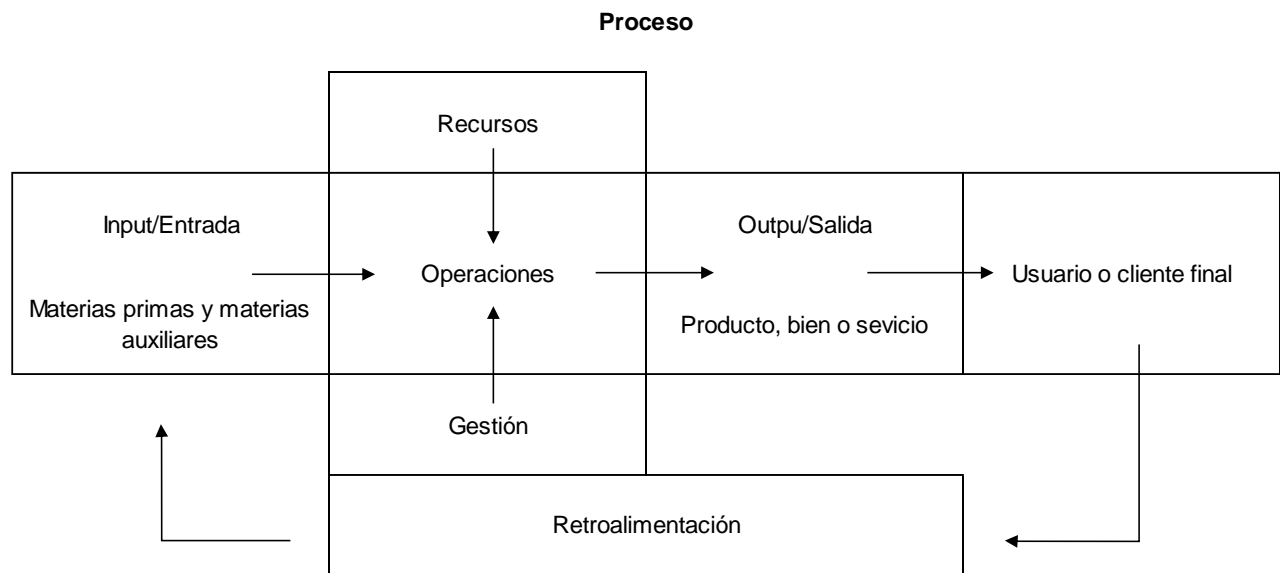 Proceso
Recursos
Input/Entrada
Outpu/Salida
Operaciones
Usuario o cliente final
Materias primas y materias
auxiliares
Producto, bien o sevicio
Gestión
Retroalimentación